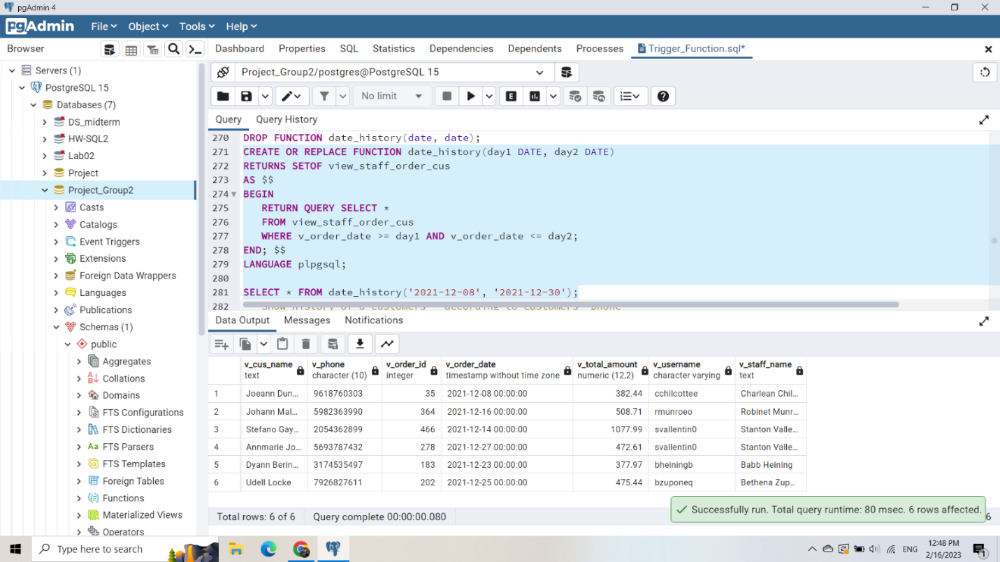 pgAdmin 4
pgAdmin File Object Tools Help
Browser
Dashboard Properties SQL Statistics Dependencies Dependents Processes Trigger_Function.sql*
Servers (1)
PostgreSQL 15
Databases (7)
DS_midterm
HW-SQL2
Lab02
Project
Project_Group2
Casts
Catalogs
Event Triggers
Extensions
Foreign Data Wrappers
Languages
Publications
Schemas (1)
public
Aggregates
Collations
Domains
FTS Configurations
FTS Dictionaries
Aa FTS Parsers
FTS Templates
Foreign Tables
Functions
Materialized Views
Operators
Project_Group2/postgres@PostgreSQL 15
No limit
E
Query Query History
270 DROP FUNCTION date_history(date, date);
271 CREATE OR REPLACE FUNCTION date_history(day1 DATE, day2 DATE)
272 RETURNS SETOF view_staff_order_cus
273 AS $$
274 BEGIN
275 RETURN QUERY SELECT *
276 FROM view_staff_order_cus
277 WHERE v_order_date >= day1 AND v_order_date <= day2;
278 END; $$
279 LANGUAGE plpgsql;
280
281 SELECT * FROM date_history('2021-12-08', '2021-12-30');
282
Data Output Messages Notifications
v_cus_name v_phone v_order_id v_order_date v_total_amount v_username v_staff_name
text character (10) integer timestamp without time zone numeric (12,2) character varying text
1 Joeann Dun... 9618760303 35 2021-12-08 00:00:00 382.44 cchilcottee Charlean Chil...
2 Johann Mal... 5982363990 364 2021-12-16 00:00:00 508.71 rmunroeo Robinet Munr...
3 Stefano Gay... 2054362899 466 2021-12-14 00:00:00 1077.99 svallentin0 Stanton Valle...
4 Annmarie Jo... 5693787432 278 2021-12-27 00:00:00 472.61 svallentin0 Stanton Valle...
5 Dyann Berin... 3174535497 183 2021-12-23 00:00:00 377.97 bheiningb Babb Heining
6 Udell Locke 7926827611 202 2021-12-25 00:00:00 475.44 bzuponeq Bethena Zup...
Successfully run. Total query runtime: 80 msec. 6 rows affected.
Total rows: 6 of 6 Query complete 00:00:00.080
Type here to search
ENG
12:48 PM
2/16/2023
1